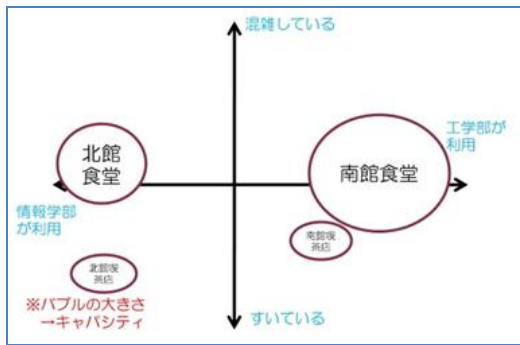 混雑している
北館
食堂
南館食堂
工学部が
利用
情報学部
が利用
南館喫
茶店
北館喫
茶店
※バブルの大きさ
→キャパシティ
すいている